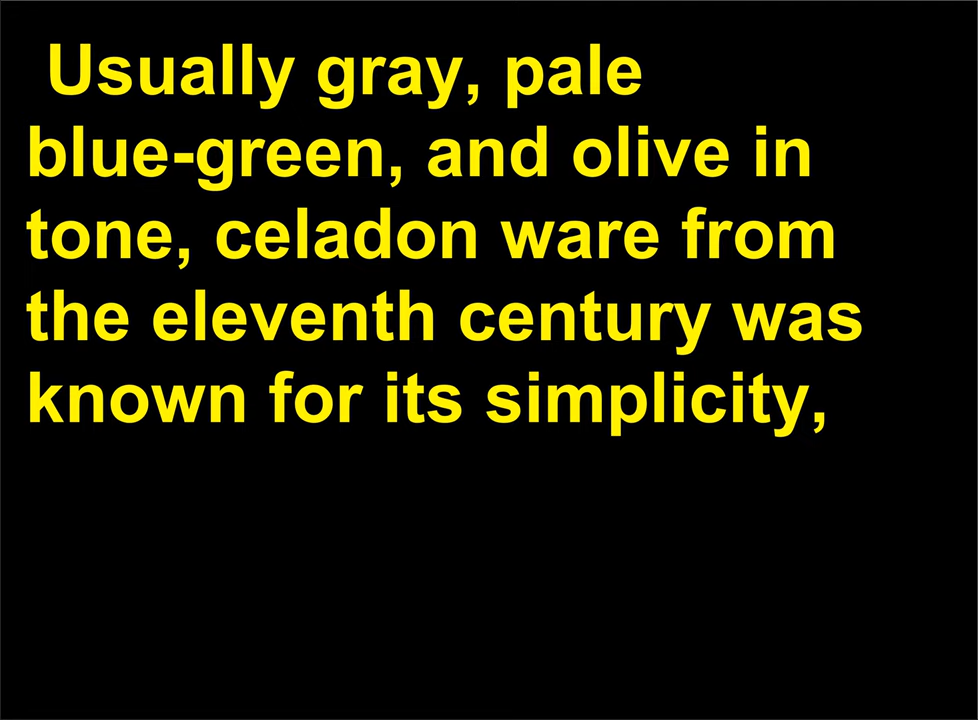 Usually gray, pale
blue-green, and olive in
tone, celadon ware from
the eleventh century was
known for its simplicity,